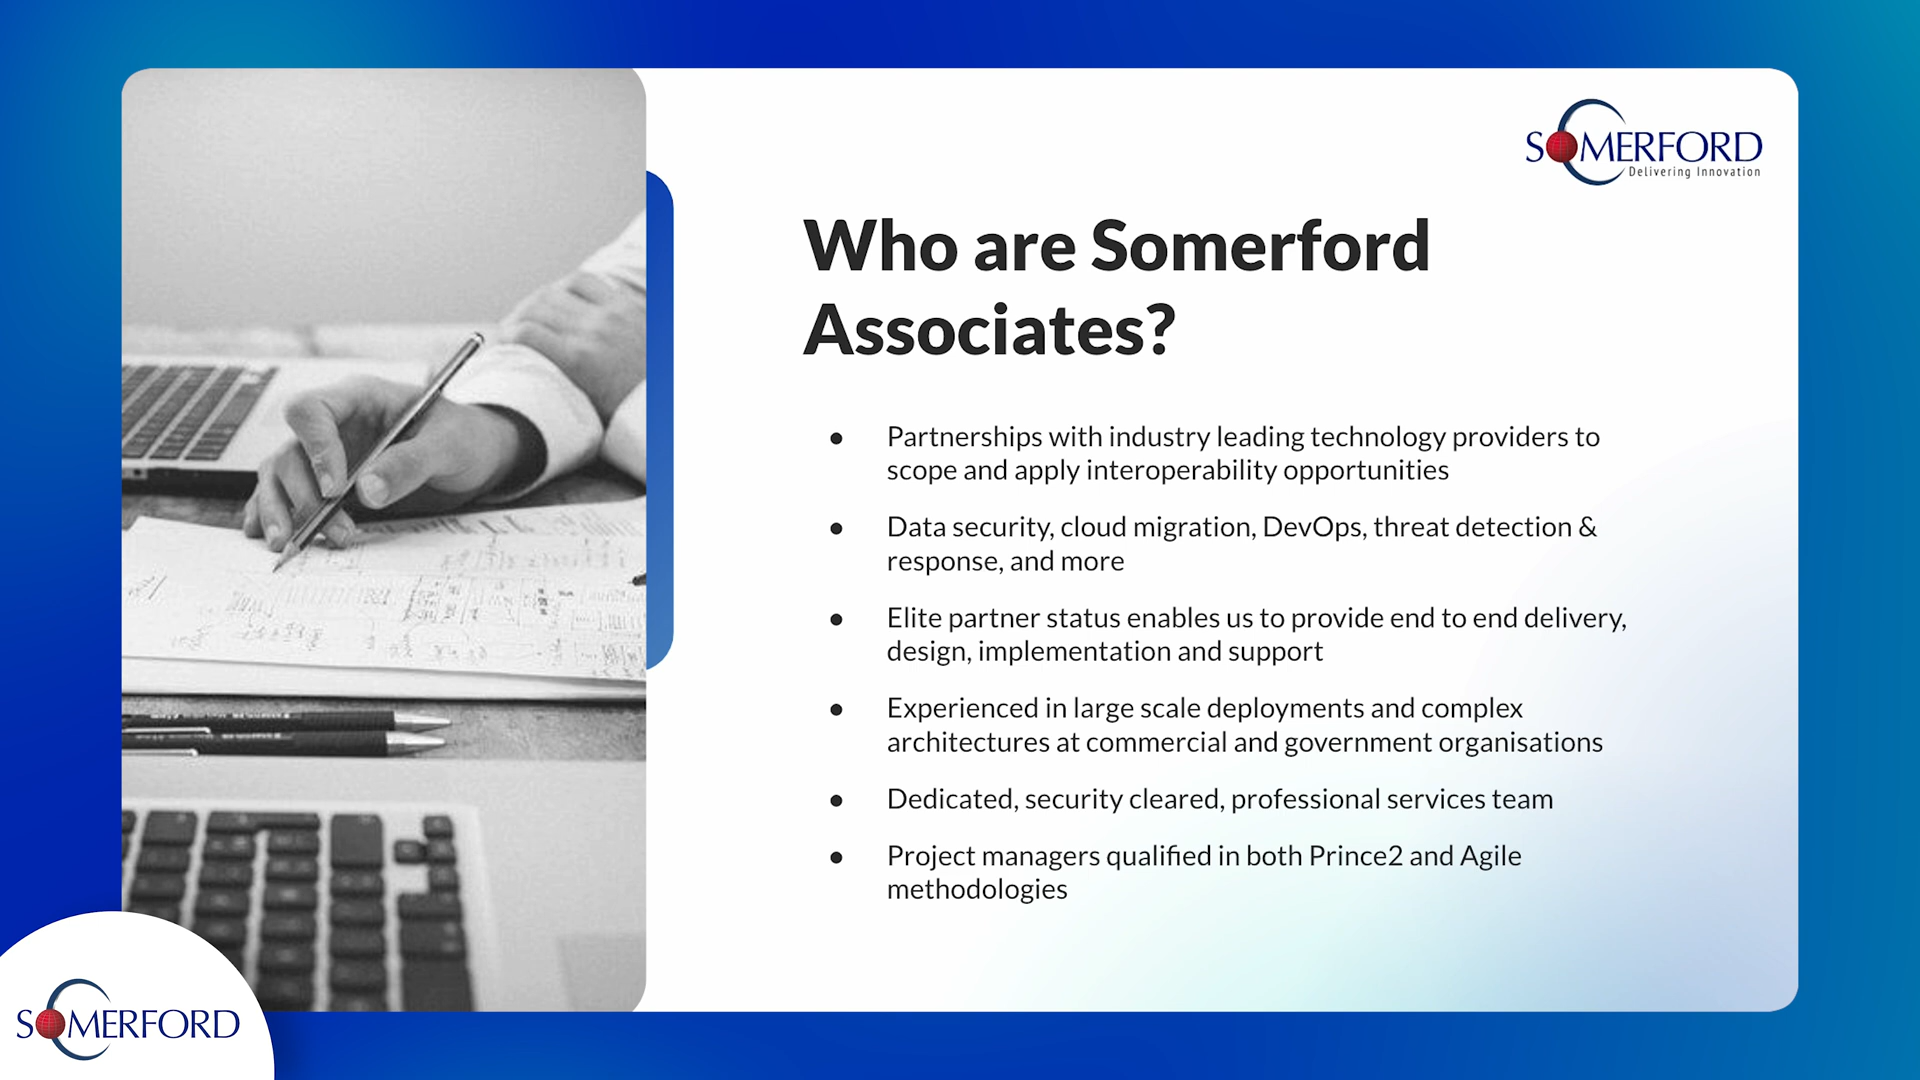 SOMERFORD
Delivering Innovation
Who are Somerford
Associates?
● Partnerships with industry leading technology providers to
scope and apply interoperability opportunities
● Data security, cloud migration, DevOps, threat detection &
response, and more
● Elite partner status enables us to provide end to end delivery,
design, implementation and support
● Experienced in large scale deployments and complex
architectures at commercial and government organisations
● Dedicated, security cleared, professional services team
● Project managers qualified in both Prince2 and Agile
methodologies
SOMERFORD